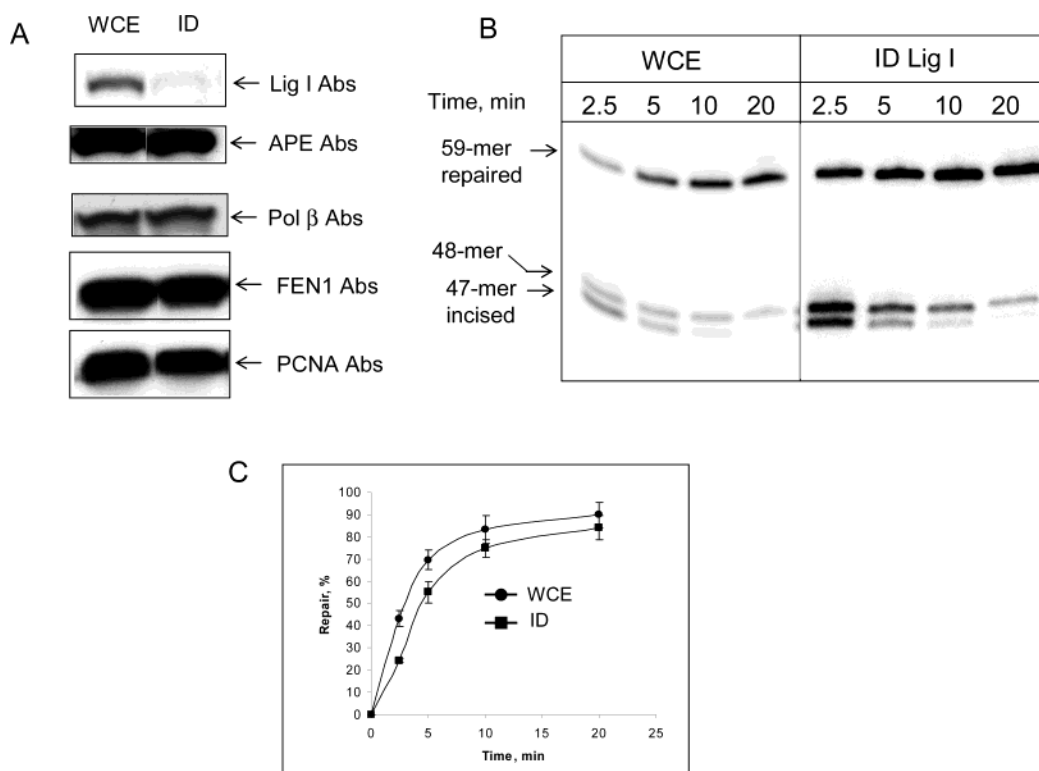 A
WCE ID
Lig I Abs
APE Abs
Pol β Abs
FEN1 Abs
PCNA Abs
B
WCE ID Lig I
Time, min 2.5 5 10 20 2.5 5 10 20
59-mer
repaired
48-mer
47-mer
incised
C
100
90
80
70
60
50
40
30
20
10
0
Repair, %
WCE
ID
0 5 10 15 20 25
Time, min